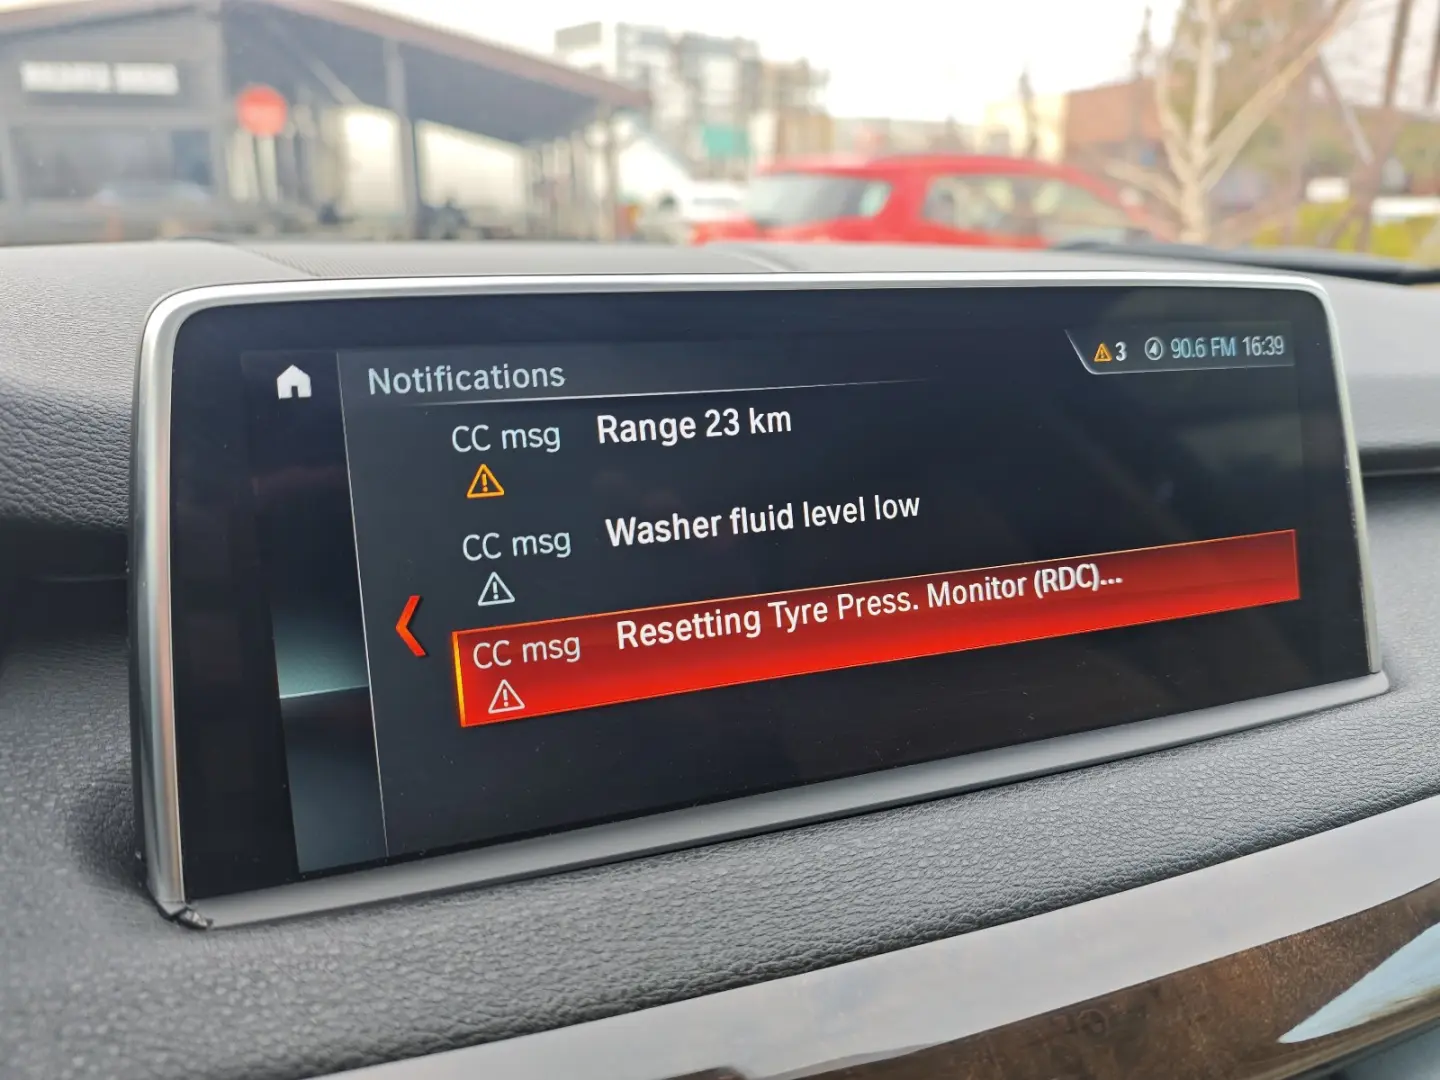 3 90.6 FM 16:39
Notifications
CC msg Range 23 km
CC msg Washer fluid level low
CC msg Resetting Tyre Press. Monitor (RDC)...